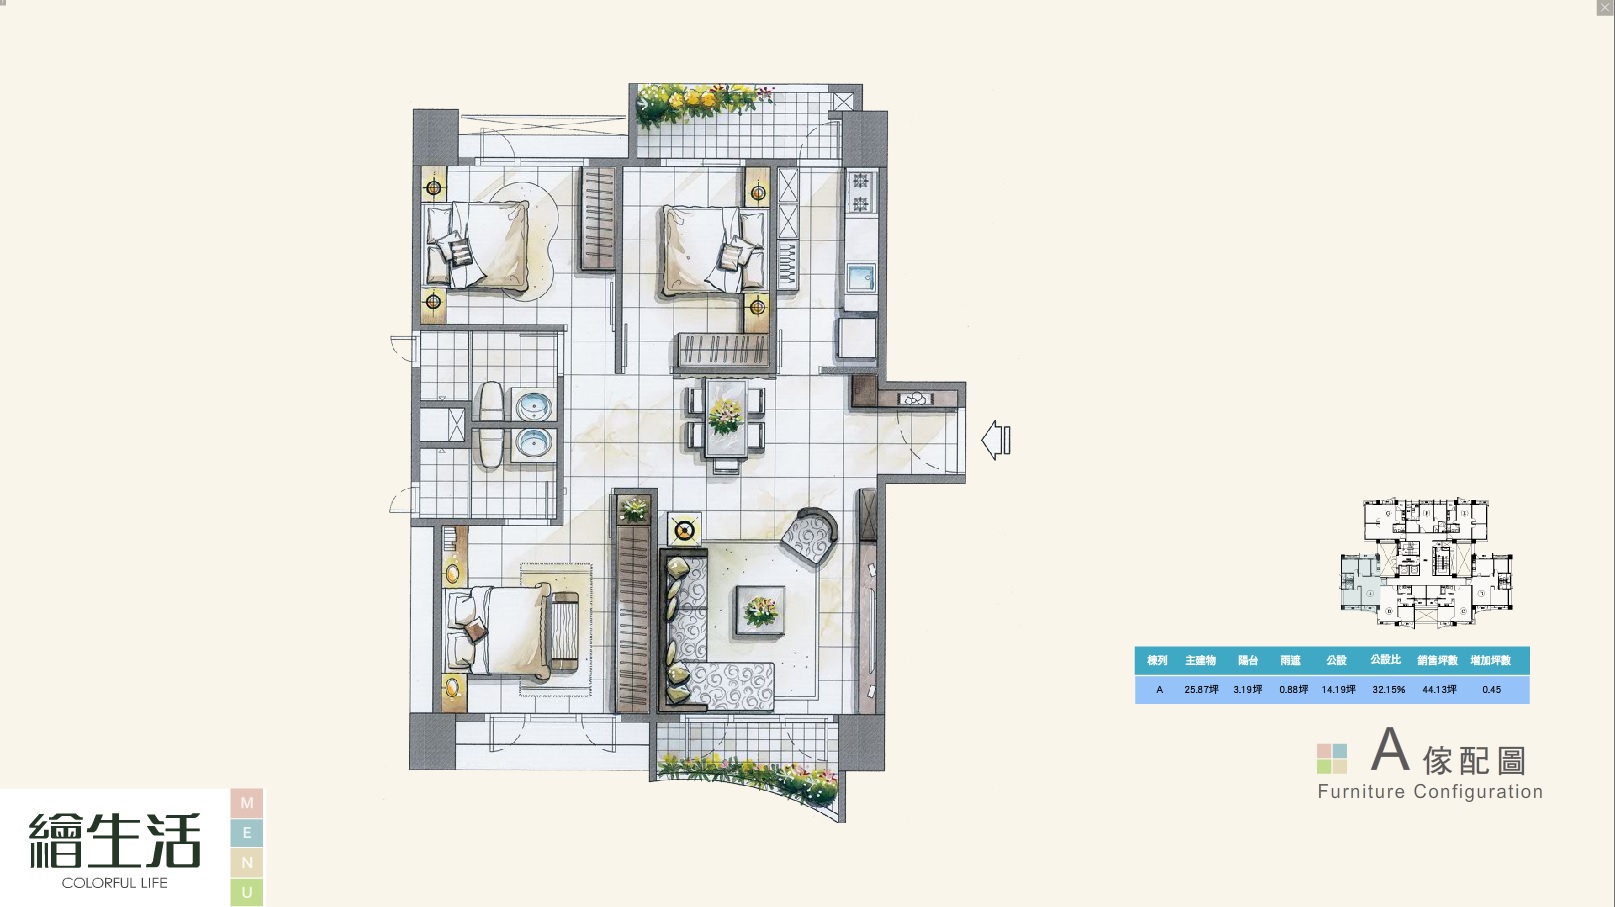 棟列 主建物 陽台 雨遮 公設 公設比 銷售坪數 增加坪數
A 25.87坪 3.19坪 0.88坪 14.19坪 32.15% 44.13坪 0.45
A 傢配圖
Furniture Configuration
繪生活
COLORFUL LIFE
M
E
N
U